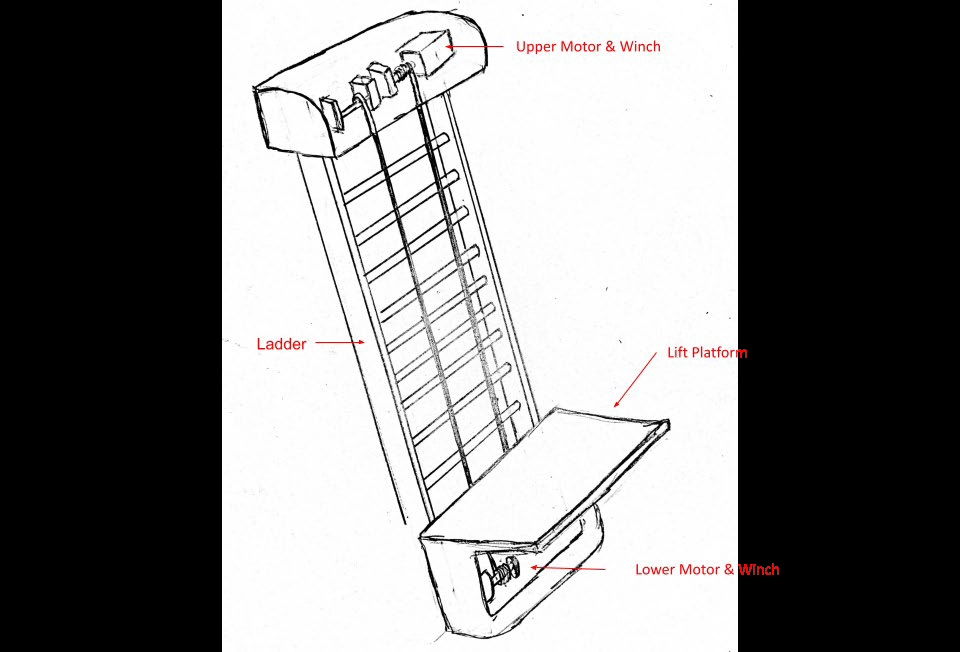 Upper Motor & Winch
Ladder
Lift Platform
Lower Motor & Winch